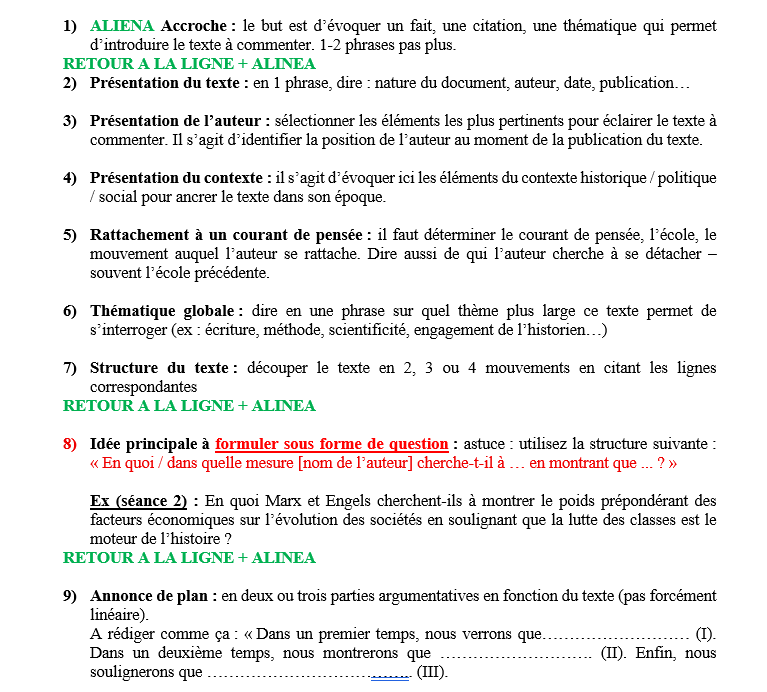 1) ALIENA Accroche : le but est d’évoquer un fait, une citation, une thématique qui permet
d’introduire le texte à commenter. 1-2 phrases pas plus.
RETOUR A LA LIGNE + ALINEA
2) Présentation du texte : en 1 phrase, dire : nature du document, auteur, date, publication…
3) Présentation de l’auteur : sélectionner les éléments les plus pertinents pour éclairer le texte à
commenter. Il s’agit d’identifier la position de l’auteur au moment de la publication du texte.
4) Présentation du contexte : il s’agit d’évoquer ici les éléments du contexte historique / politique
/ social pour ancrer le texte dans son époque.
5) Rattachement à un courant de pensée : il faut déterminer le courant de pensée, l’école, le
mouvement auquel l’auteur se rattache. Dire aussi de qui l’auteur cherche à se détacher –
souvent l’école précédente.
6) Thématique globale : dire en une phrase sur quel thème plus large ce texte permet de
s’interroger (ex : écriture, méthode, scientificité, engagement de l’historien…)
7) Structure du texte : découper le texte en 2, 3 ou 4 mouvements en citant les lignes
correspondantes
RETOUR A LA LIGNE + ALINEA
8) Idée principale à formuler sous forme de question : astuce : utilisez la structure suivante :
« En quoi / dans quelle mesure [nom de l’auteur] cherche-t-il à … en montrant que ... ? »
Ex (séance 2) : En quoi Marx et Engels cherchent-ils à montrer le poids prépondérant des
facteurs économiques sur l’évolution des sociétés en soulignant que la lutte des classes est le
moteur de l’histoire ?
RETOUR A LA LIGNE + ALINEA
9) Annonce de plan : en deux ou trois parties argumentatives en fonction du texte (pas forcément
linéaire).
A rédiger comme ça : « Dans un premier temps, nous verrons que……………………… (I).
Dans un deuxième temps, nous montrerons que ……………………… (II). Enfin, nous
soulignerons que ……………………………… (III).